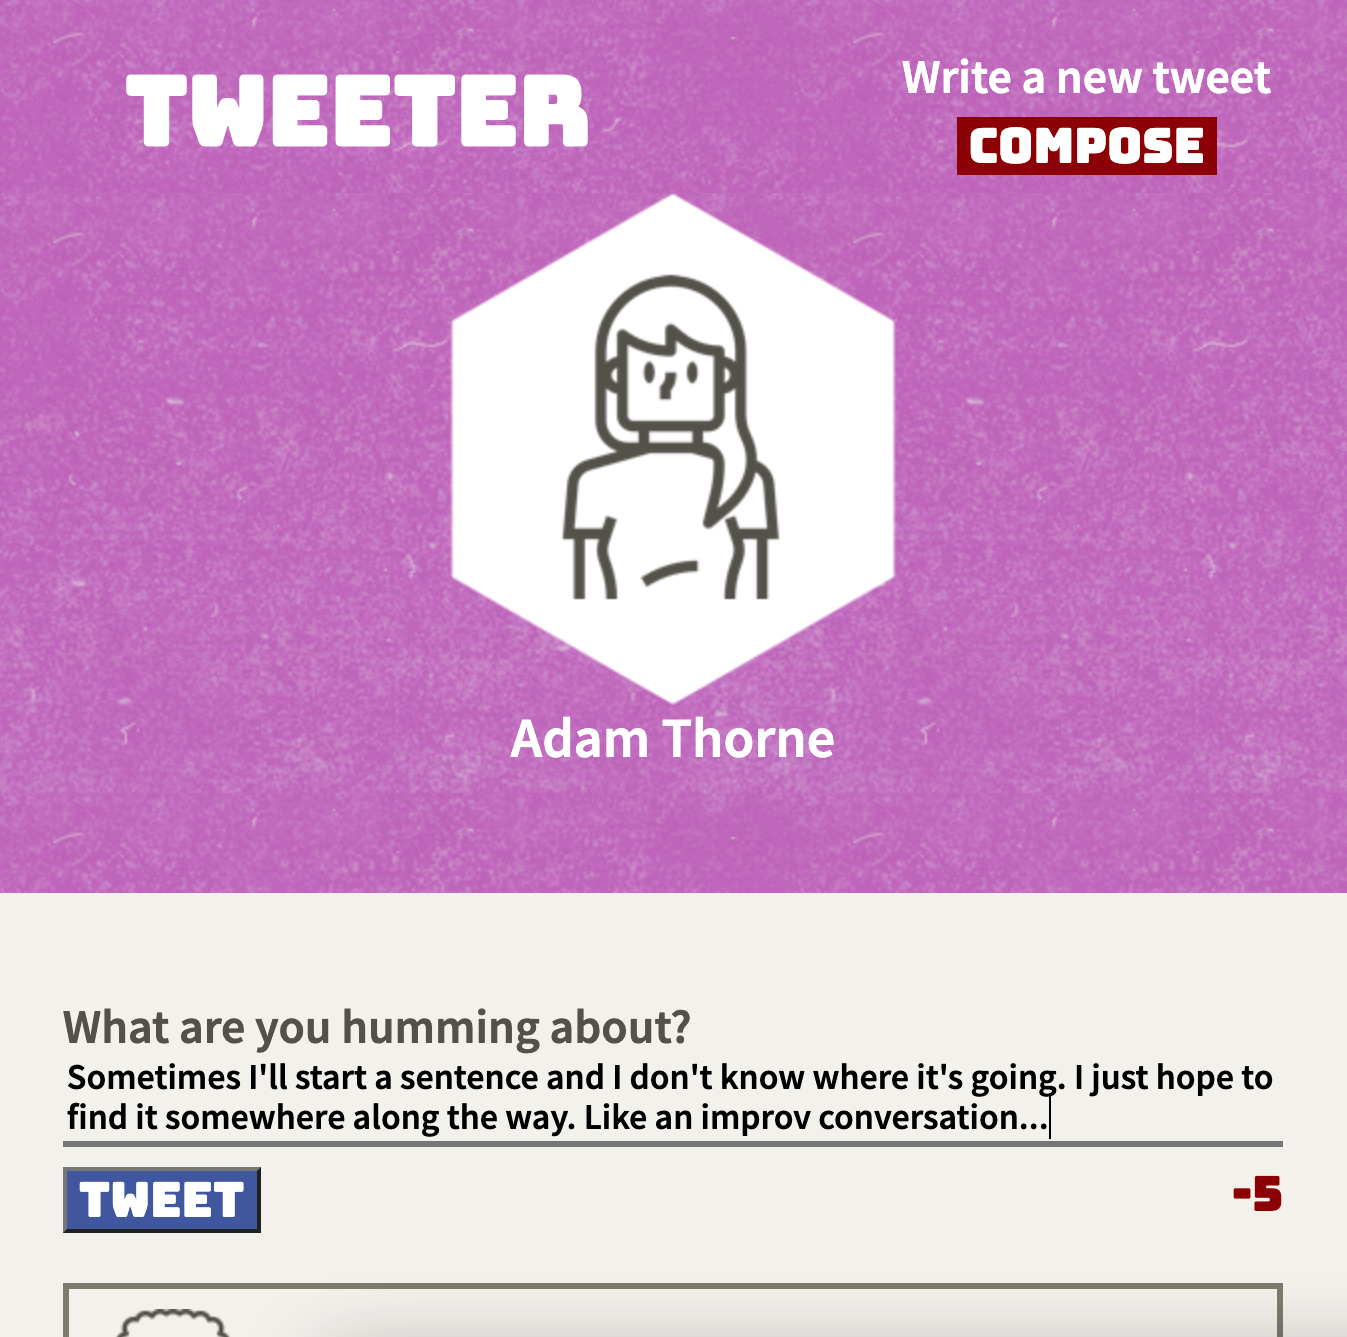 TWEETER
Write a new tweet
COMPOSE
Adam Thorne
What are you humming about?
Sometimes I'll start a sentence and I don't know where it's going. I just hope to
find it somewhere along the way. Like an improv conversation...
TWEET
-5